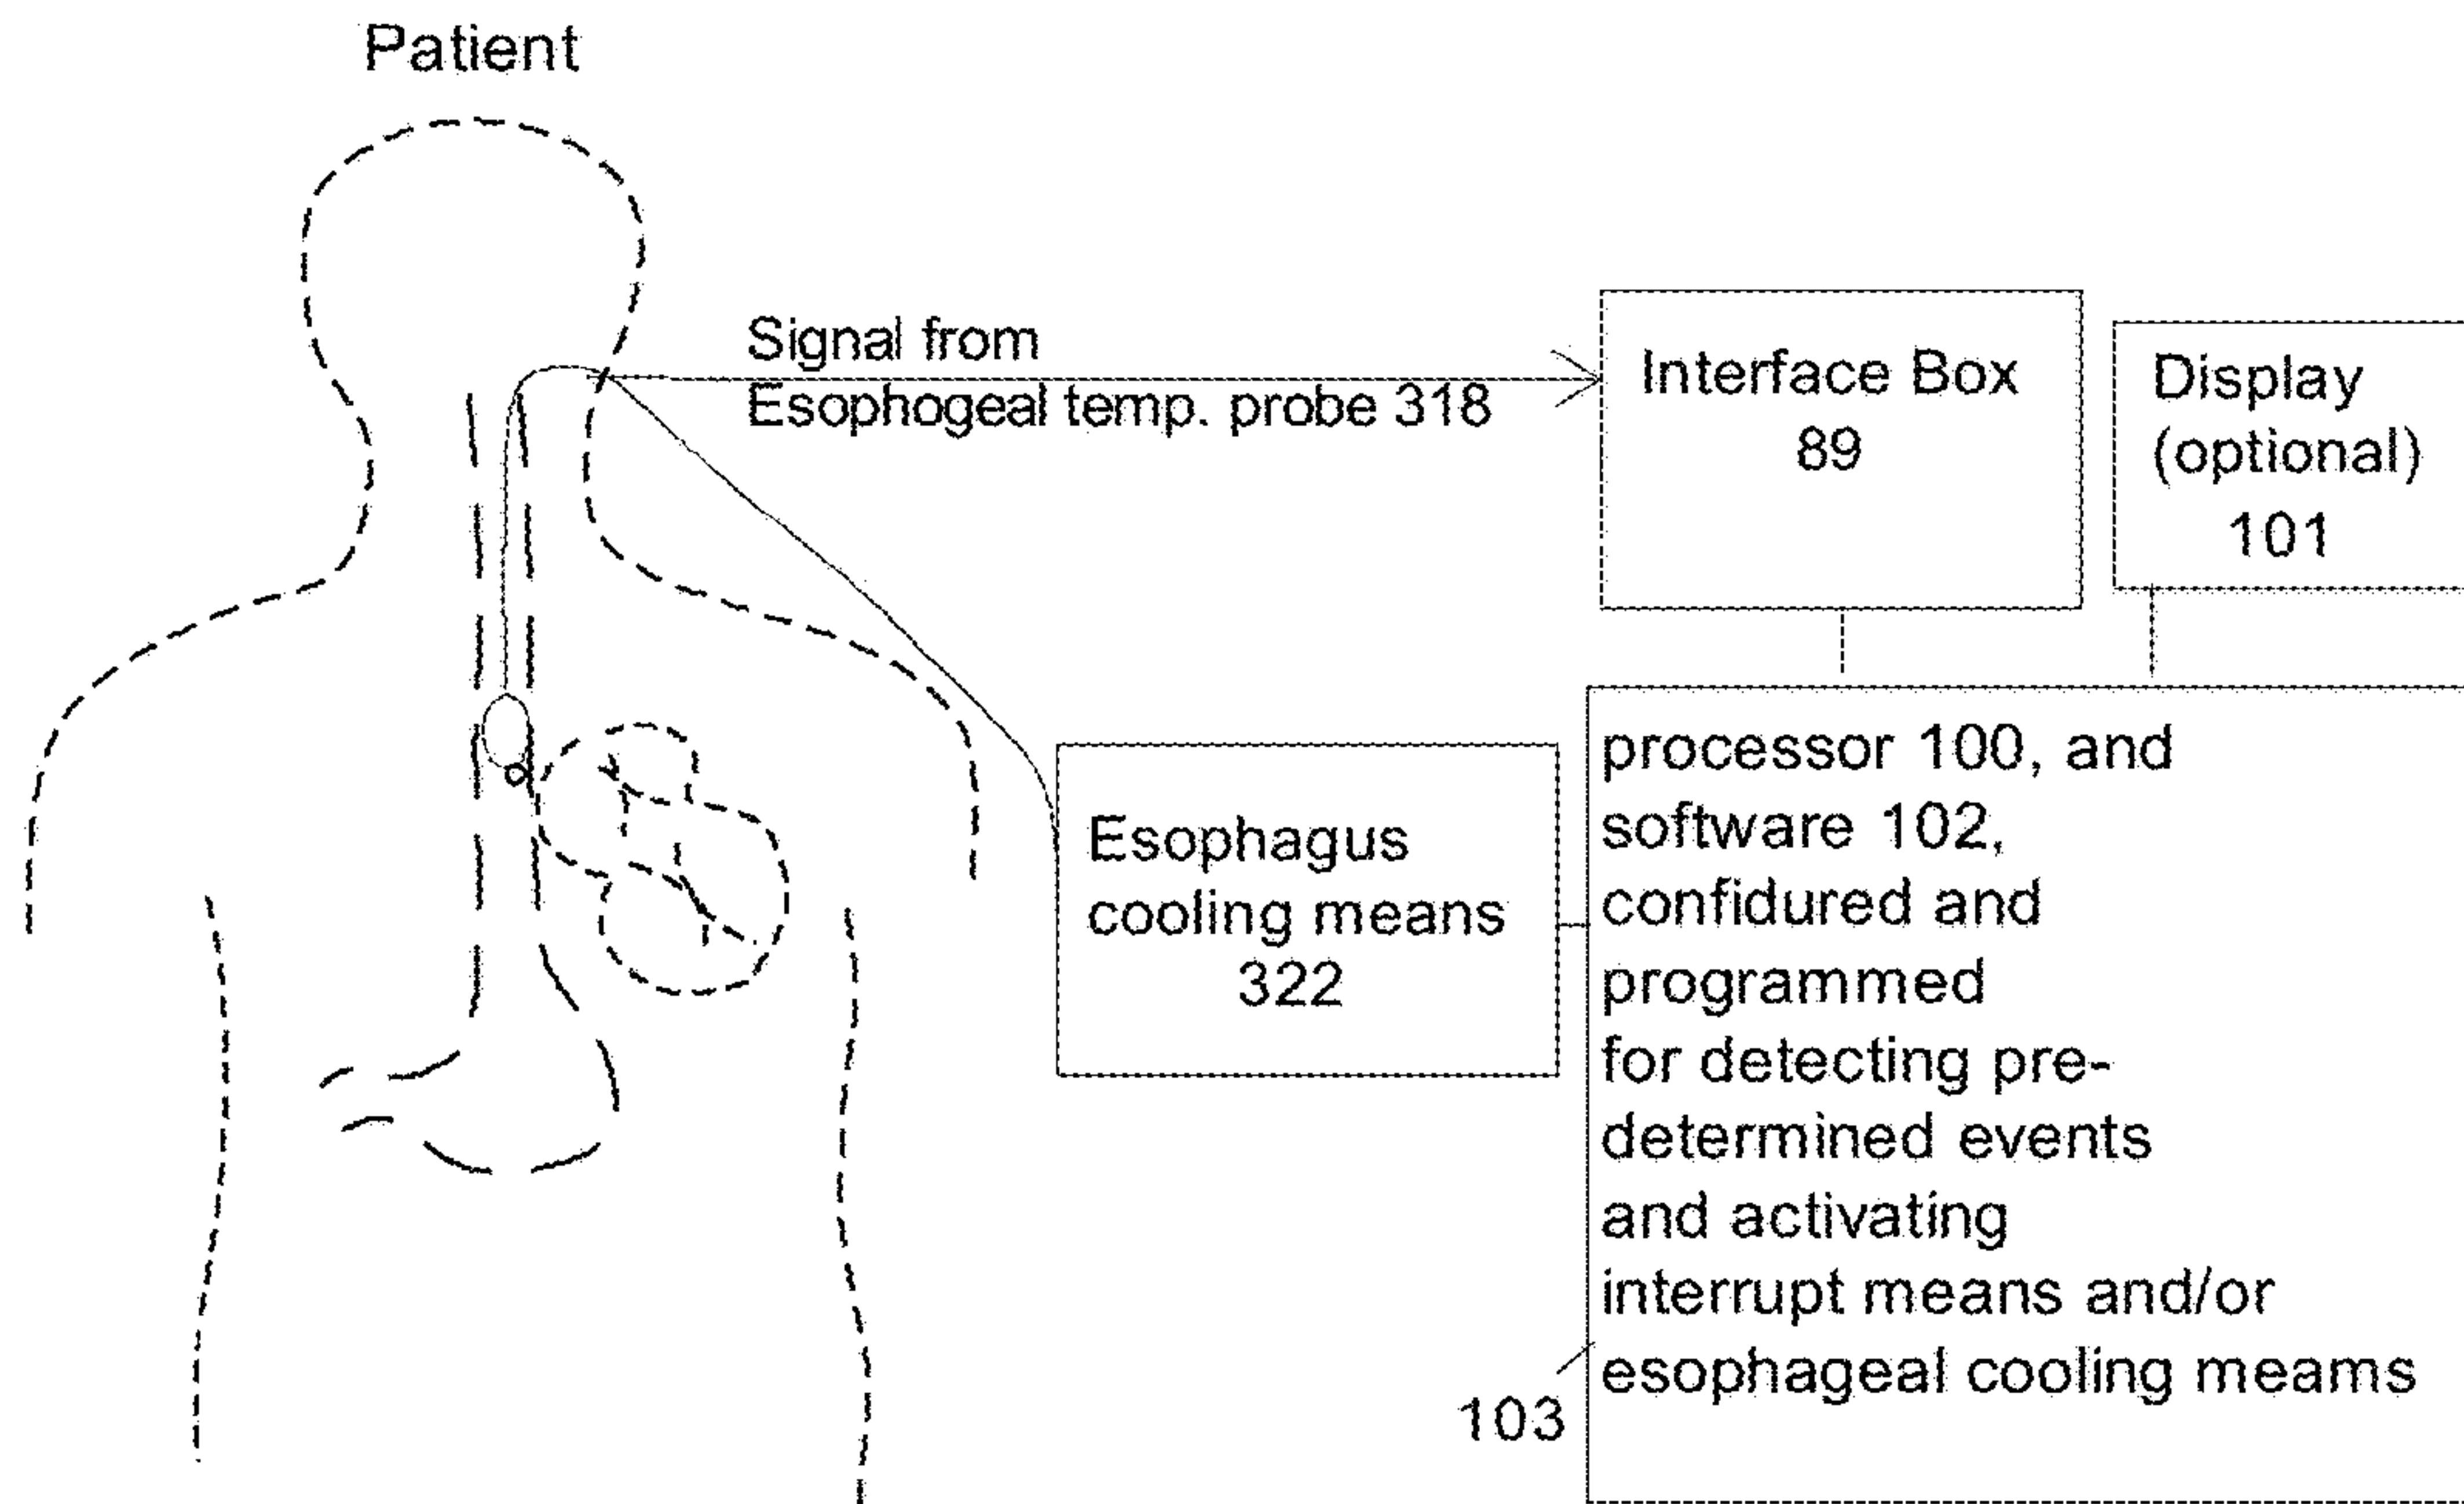 Patient
Signal from
Esophogeal temp. probe 318
Interface Box
89
Display
(optional)
101
Esophagus
cooling means
322
processor 100, and
software 102,
confidured and
programmed
for detecting pre-
determined events
and activating
interrupt means and/or
esophageal cooling meams
103